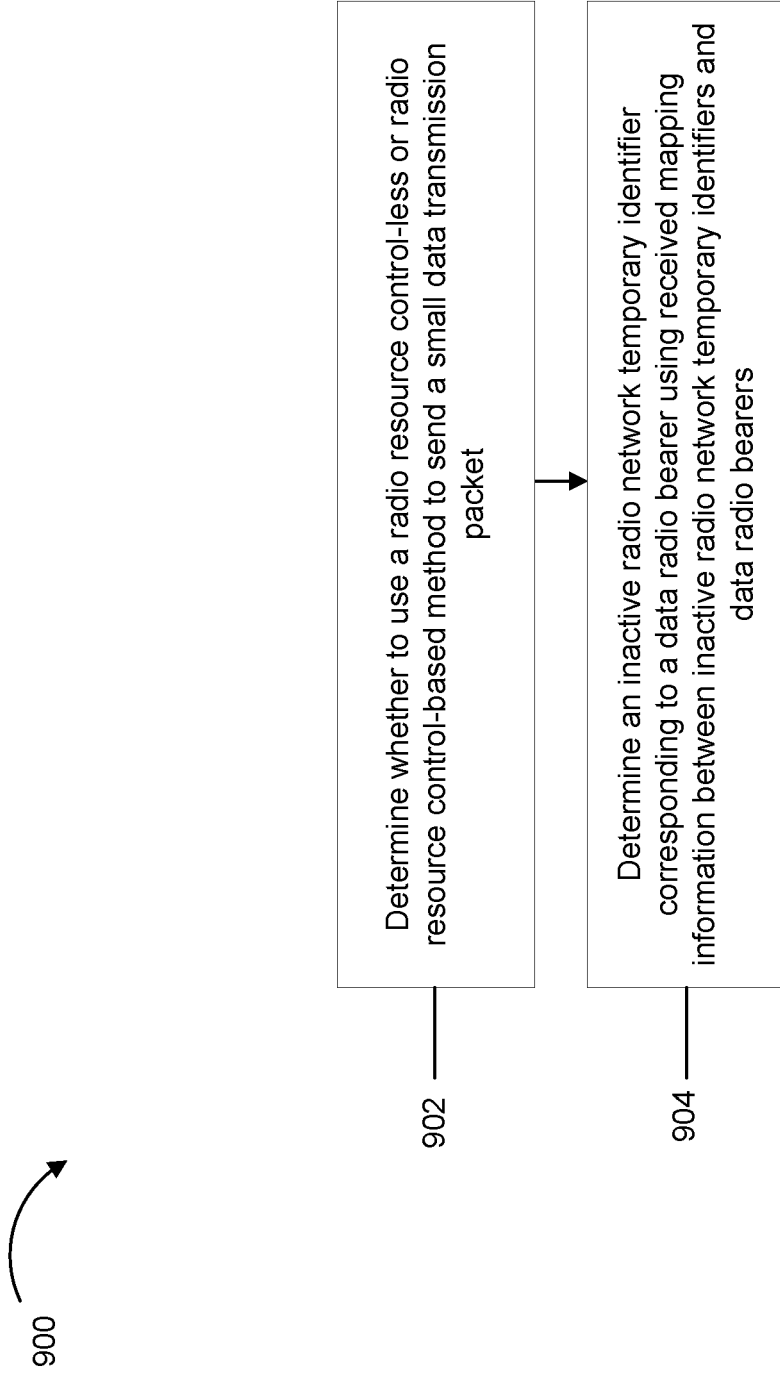 900
902
Determine whether to use a radio resource control-less or radio
resource control-based method to send a small data transmission
packet
904
Determine an inactive radio network temporary identifier
corresponding to a data radio bearer using received mapping
information between inactive radio network temporary identifiers and
data radio bearers